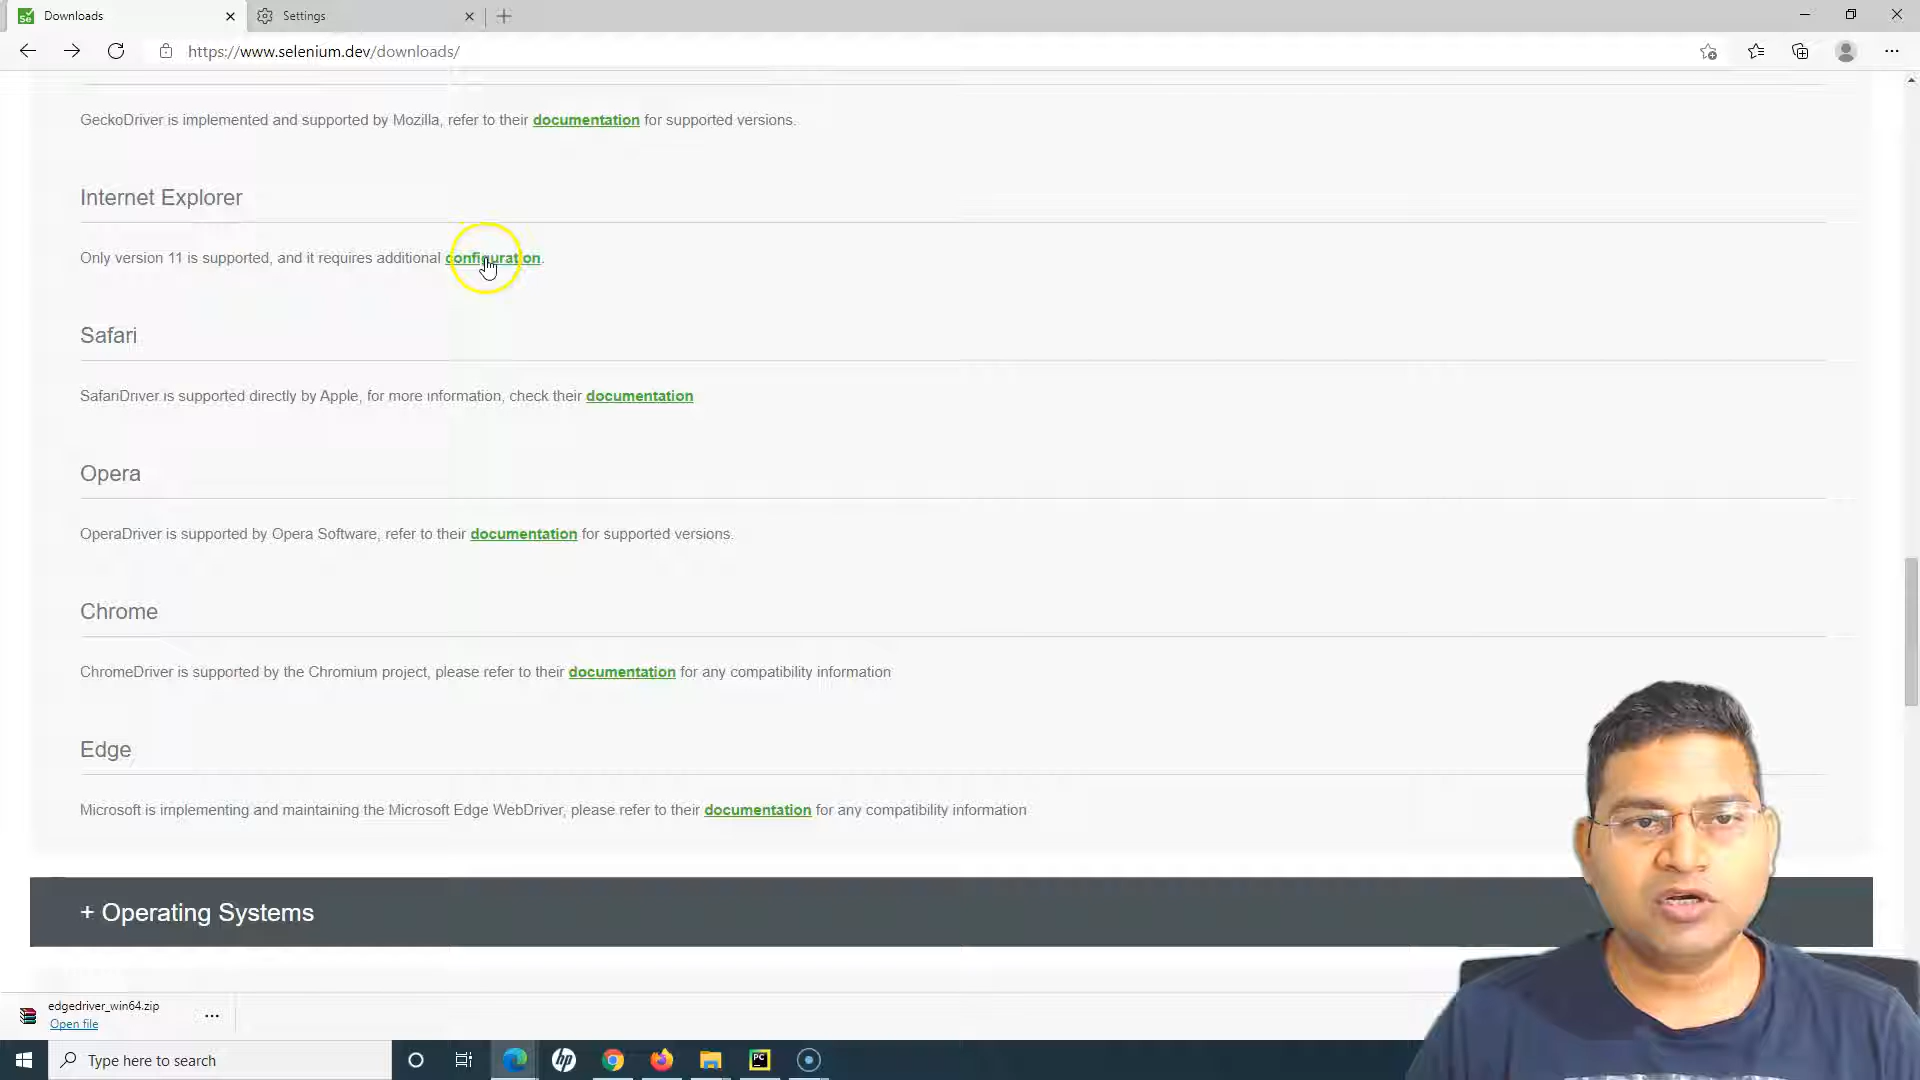 Downloads
Settings
https://www.selenium.dev/downloads/
GeckoDriver is implemented and supported by Mozilla, refer to their documentation for supported versions.
Internet Explorer
Only version 11 is supported, and it requires additional configuration.
Safari
SafariDriver is supported directly by Apple, for more information, check their documentation
Opera
OperaDriver is supported by Opera Software, refer to their documentation for supported versions.
Chrome
ChromeDriver is supported by the Chromium project, please refer to their documentation for any compatibility information
Edge
Microsoft is implementing and maintaining the Microsoft Edge WebDriver, please refer to their documentation for any compatibility information
+ Operating Systems
edgedriver_win64.zip
Open file
Type here to search